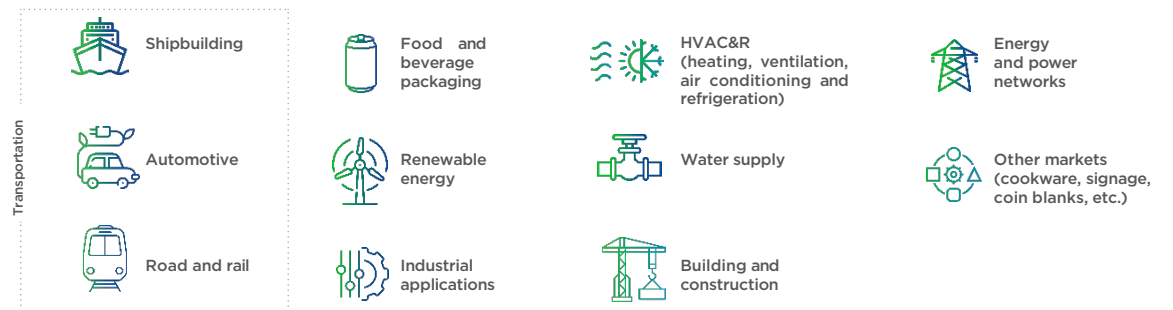 Transportation
Shipbuilding
Automotive
Road and rail
Food and
beverage
packaging
Renewable
energy
Industrial
applications
HVAC&R
(heating, ventilation,
air conditioning and
refrigeration)
Water supply
Building and
construction
Energy
and power
networks
Other markets
(cookware, signage,
coin blanks, etc.)